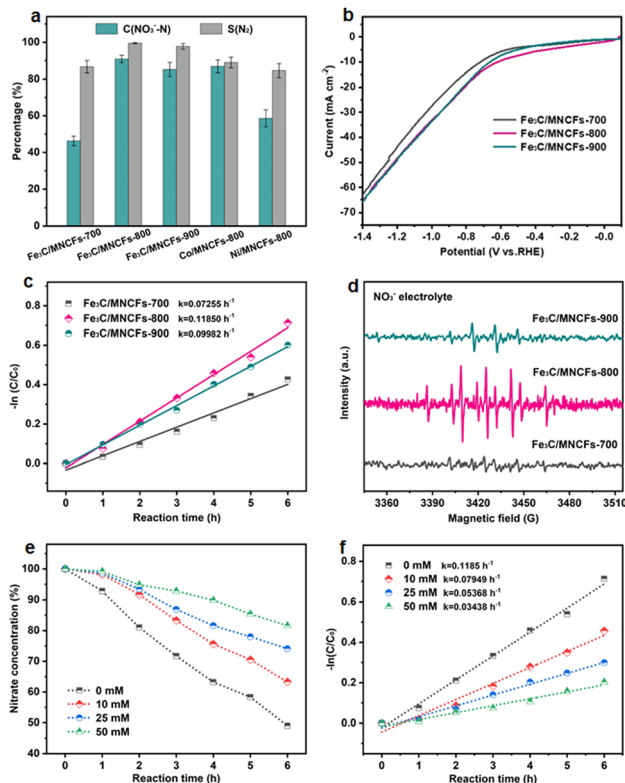 a
C(NO₃⁻-N) S(N₂)
Percentage (%)
100
80
60
40
20
0
Fe₃C/MNCFs-700
Fe₃C/MNCFs-800
Fe₃C/MNCFs-900
Co/MNCFs-800
Ni/MNCFs-800
b
Current (mA cm⁻²)
0
-10
-20
-30
-40
-50
-60
-70
Fe₃C/MNCFs-700
Fe₃C/MNCFs-800
Fe₃C/MNCFs-900
-1.4 -1.2 -1.0 -0.8 -0.6 -0.4 -0.2 -0.0
Potential (V vs.RHE)
c
-ln (C/C₀)
-0.8
0.6
0.4
0.2
0.0
Fe₃C/MNCFs-700 k=0.07255 h⁻¹
Fe₃C/MNCFs-800 k=0.11850 h⁻¹
Fe₃C/MNCFs-900 k=0.09982 h⁻¹
0 1 2 3 4 5 6
Reaction time (h)
d
NO₃⁻ electrolyte
Intensity (a.u.)
Fe₃C/MNCFs-900
Fe₃C/MNCFs-800
Fe₃C/MNCFs-700
3360 3390 3420 3450 3480 3510
Magnetic field (G)
e
Nitrate concentration (%)
100
90
80
70
60
50
40
0 mM
10 mM
25 mM
50 mM
0 1 2 3 4 5 6
Reaction time (h)
f
-ln(C/C₀)
0.8
0.6
0.4
0.2
0.0
0 mM k=0.1185 h⁻¹
10 mM k=0.07949 h⁻¹
25 mM k=0.05368 h⁻¹
50 mM k=0.03438 h⁻¹
0 1 2 3 4 5 6
Reaction time (h)